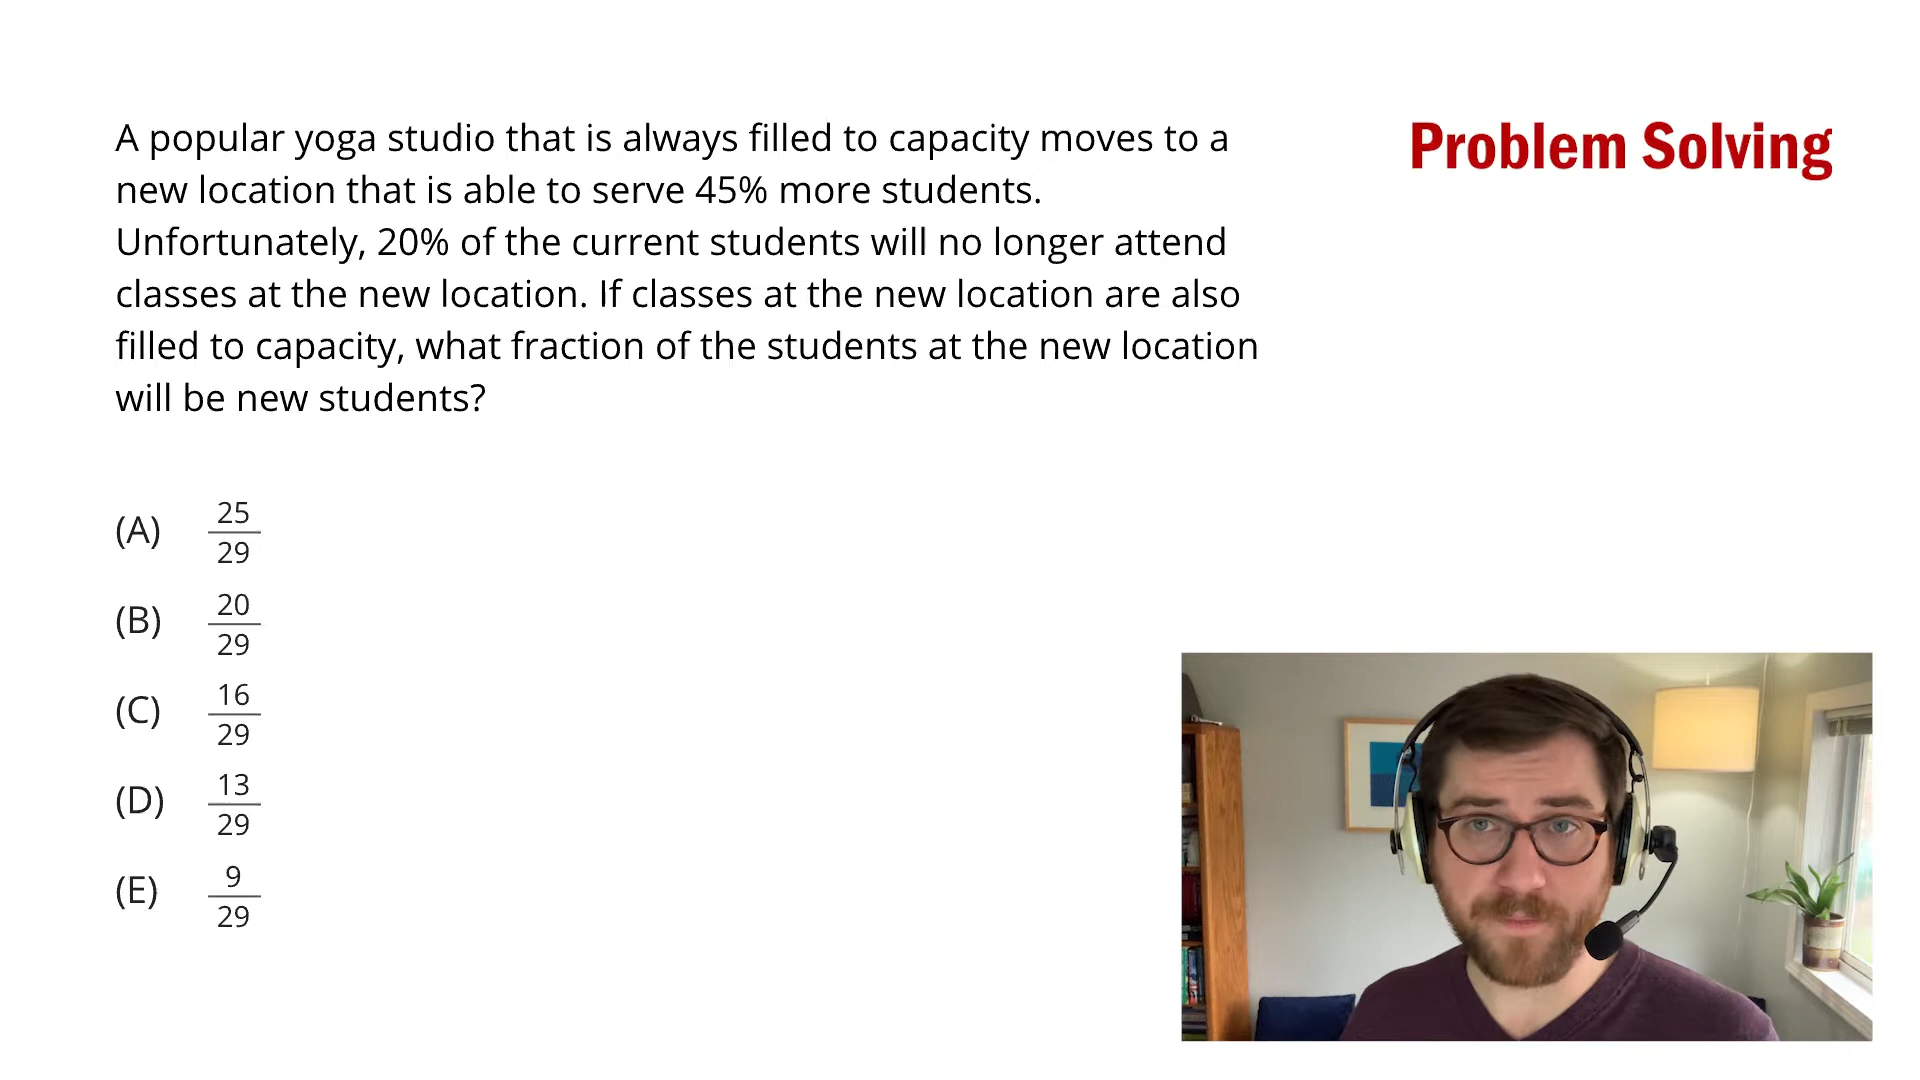 A popular yoga studio that is always filled to capacity moves to a
new location that is able to serve 45% more students.
Unfortunately, 20% of the current students will no longer attend
classes at the new location. If classes at the new location are also
filled to capacity, what fraction of the students at the new location
will be new students?
Problem Solving
(A) 25/29
(B) 20/29
(C) 16/29
(D) 13/29
(E) 9/29